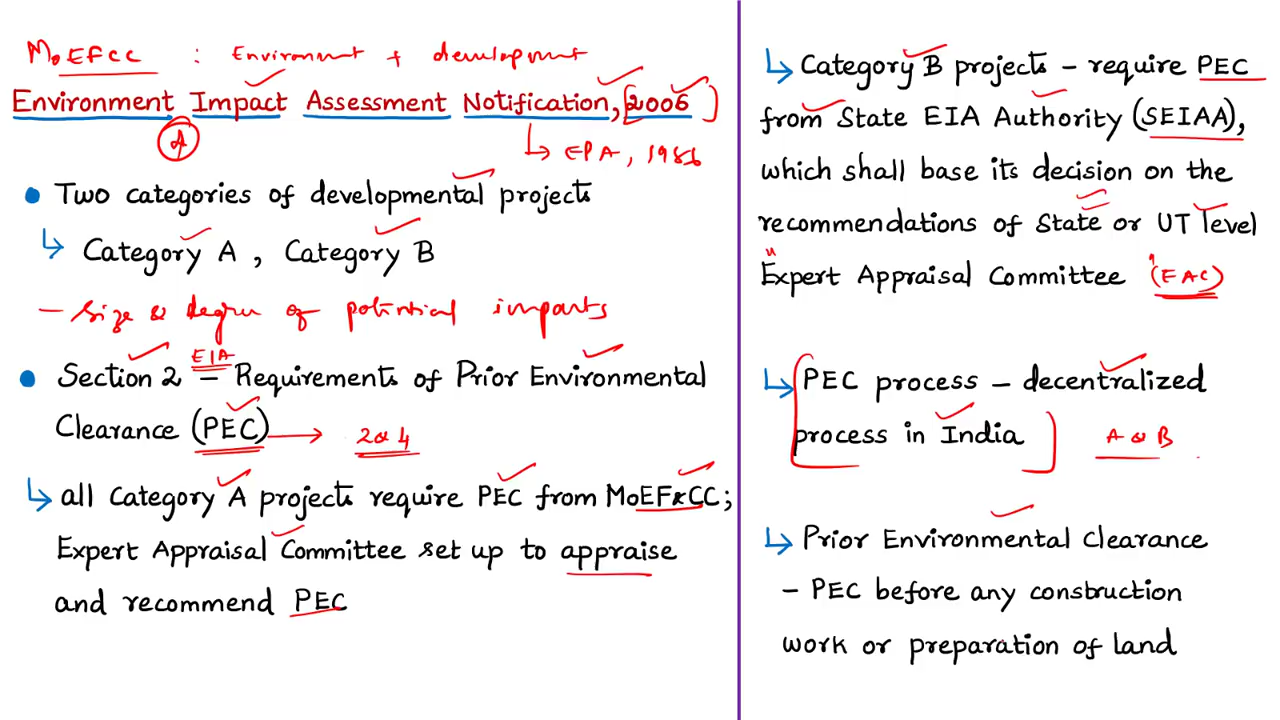 MoEFCC : Environment + development
Environment Impact Assessment Notification, [2006]
A
↳ EPA, 1986
• Two categories of developmental projects
↳ Category A, Category B
- Size & degree of potential impacts
EIA
• Section 2 - Requirements of Prior Environmental
Clearance (PEC) → 2 & 4
↳ all Category A projects require PEC from MoEF&CC;
Expert Appraisal Committee set up to appraise
and recommend PEC
↳ Category B projects - require PEC
from State EIA Authority (SEIAA),
which shall base its decision on the
recommendations of State or UT level
Expert Appraisal Committee (EAC)
↳ PEC process - decentralized
process in India A & B
↳ Prior Environmental Clearance
- PEC before any construction
work or preparation of land